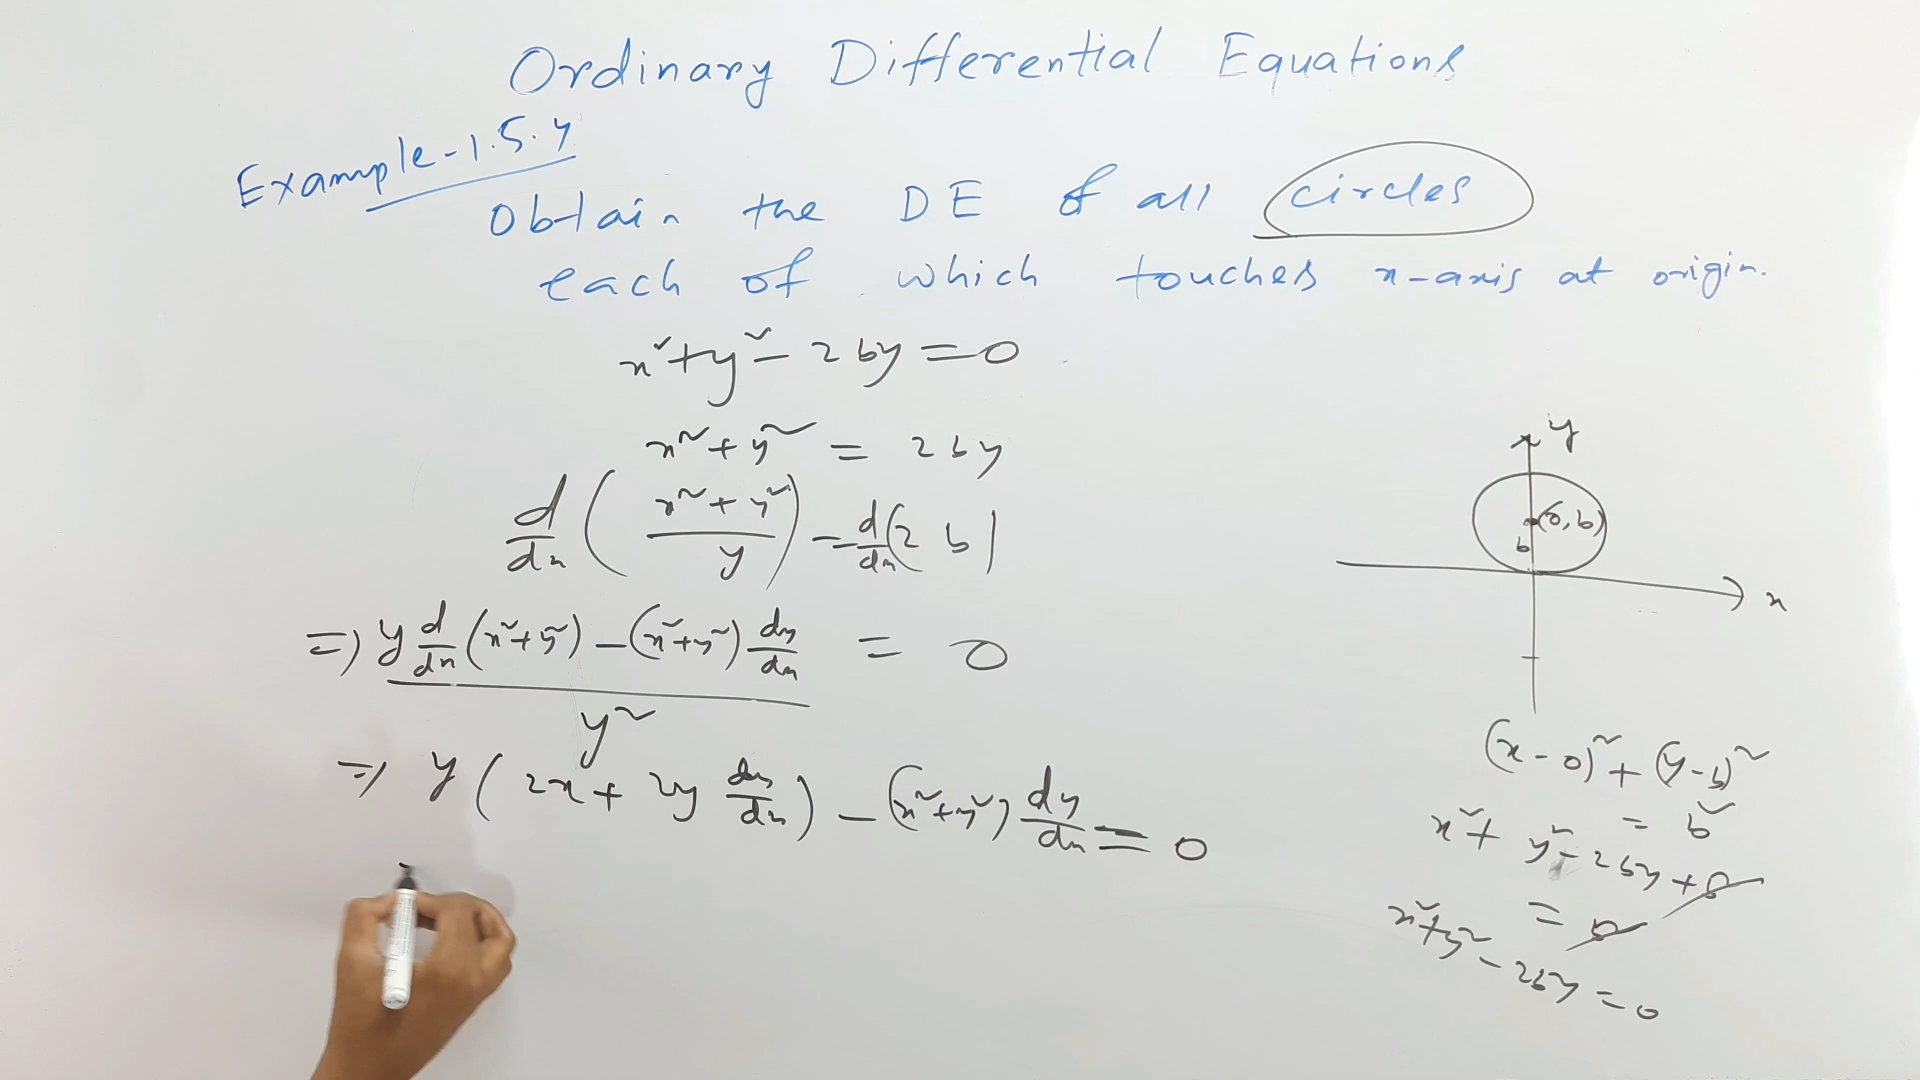 Ordinary Differential Equations
Example-1.5.4
Obtain the DE of all circles
each of which touches x-axis at origin.
x²+y²-2by=0
x²+y² = 2by
d/dx ( (x²+y²)/y ) = d/dx (2b)
⇒ (y d/dx (x²+y²) - (x²+y²) dy/dx) / y² = 0
⇒ y ( 2x + 2y dy/dx ) - (x²+y²) dy/dx = 0
y
(0,b)
b
x
(x-0)² + (y-b)²
= b²
x²+ y²-2by+b²
= b²
x²+y²-2by=0